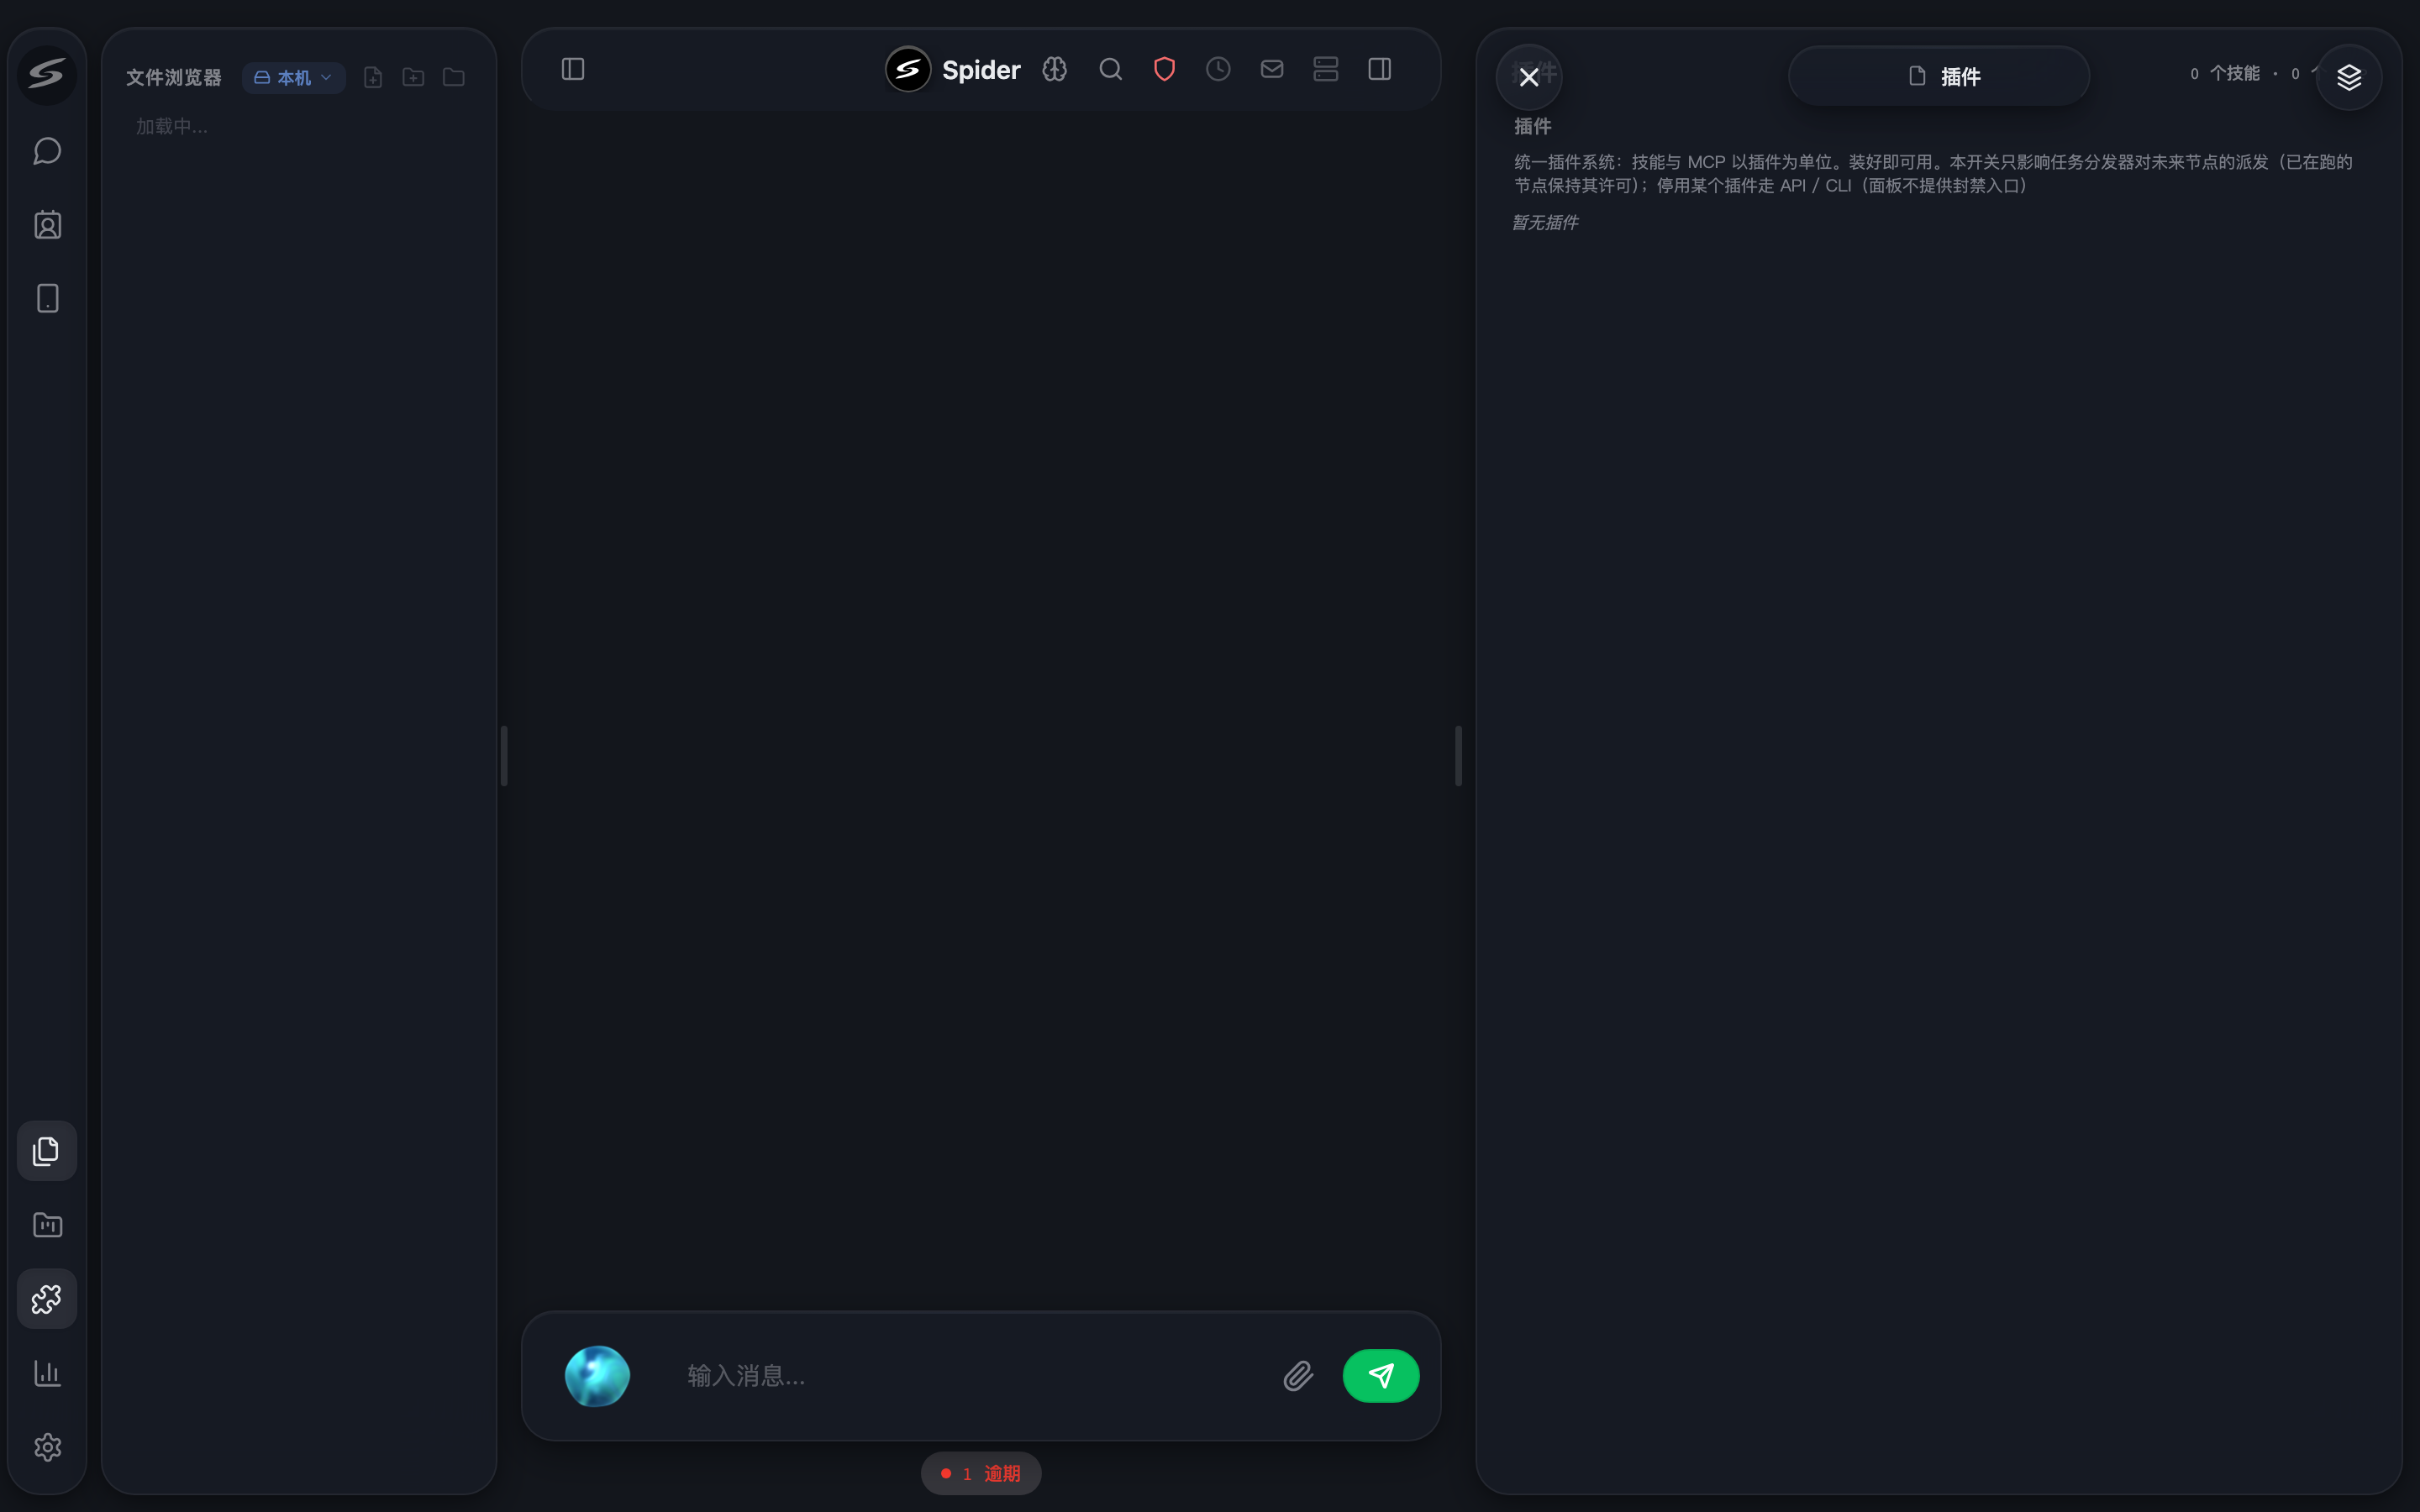 文件浏览器
本机
加载中...
Spider
输入消息...
1 逾期
插件
0 个技能 · 0
插件
插件
统一插件系统：技能与 MCP 以插件为单位。装好即可用。本开关只影响任务分发器对未来节点的派发（已在跑的
节点保持其许可）；停用某个插件走 API / CLI（面板不提供封禁入口）
暂无插件